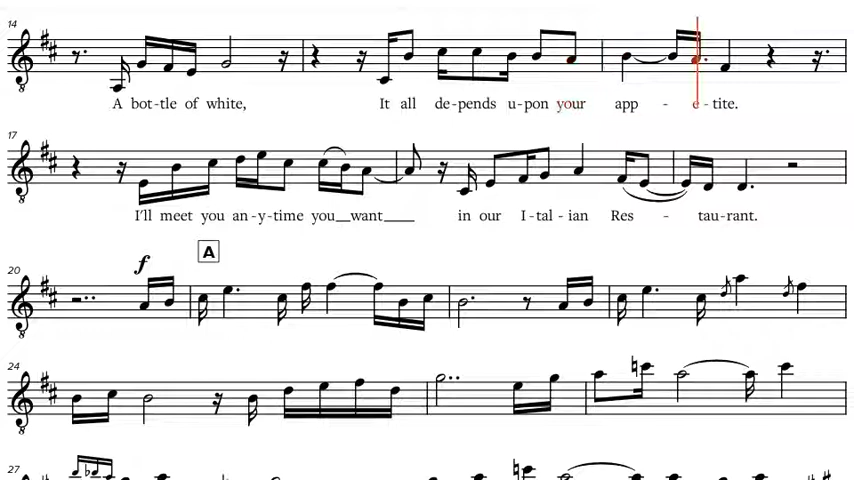 14
A bot-tle of white, It all de-pends u-pon your app - e-tite.
17
I'll meet you an-y-time you want in our I-tal-ian Res - tau-rant.
f A
20
24
27